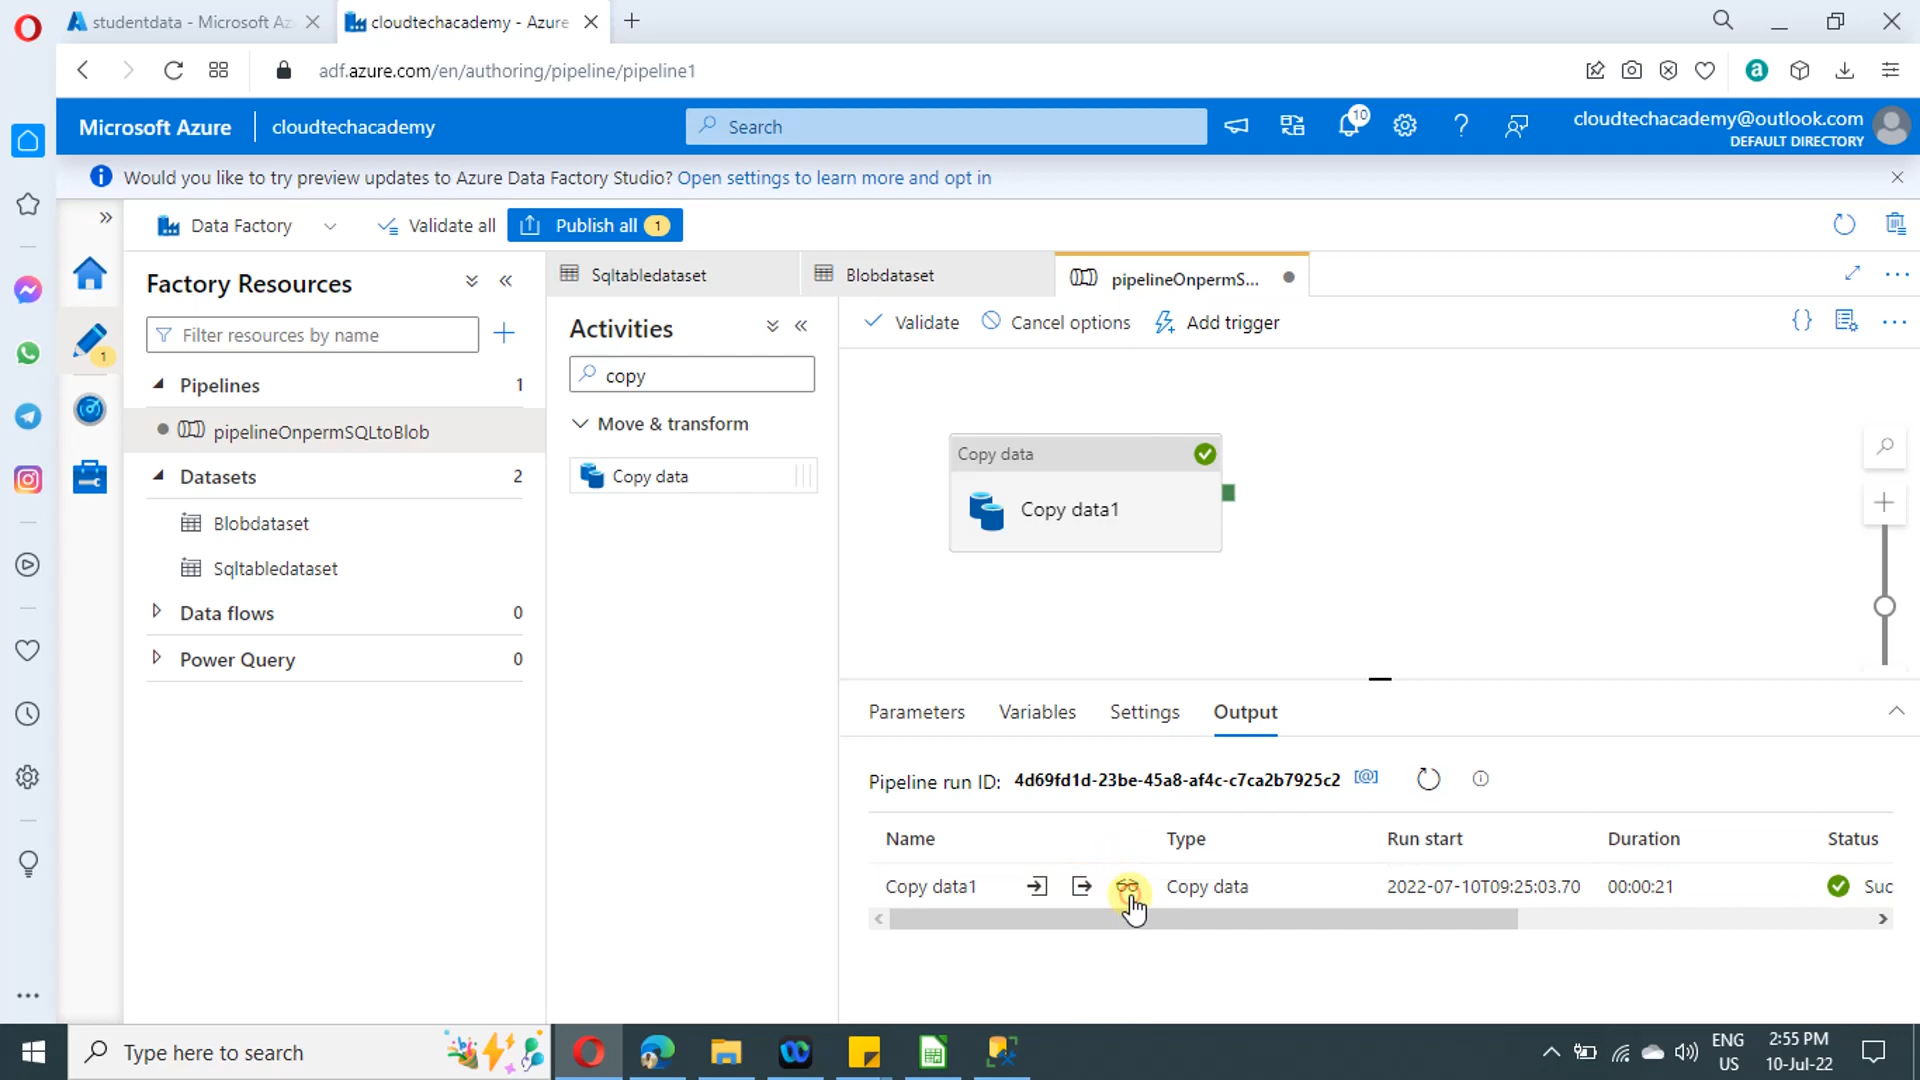 studentdata - Microsoft Az
cloudtechacademy - Azure
adf.azure.com/en/authoring/pipeline/pipeline1
Microsoft Azure
cloudtechacademy
Search
10
cloudtechacademy@outlook.com
DEFAULT DIRECTORY
Would you like to try preview updates to Azure Data Factory Studio? Open settings to learn more and opt in
Data Factory
Validate all
Publish all 1
Factory Resources
Sqltabledataset
Blobdataset
pipelineOnpermS...
Filter resources by name
Activities
Validate
Cancel options
Add trigger
1
Pipelines 1
copy
pipelineOnpermSQLtoBlob
Move & transform
Datasets 2
Copy data
Copy data
Copy data1
Blobdataset
Sqltabledataset
Data flows 0
Power Query 0
Parameters
Variables
Settings
Output
Pipeline run ID: 4d69fd1d-23be-45a8-af4c-c7ca2b7925c2 [@]
Name Type Run start Duration Status
Copy data1 Copy data 2022-07-10T09:25:03.70 00:00:21 Suc
Type here to search
ENG
US
2:55 PM
10-Jul-22